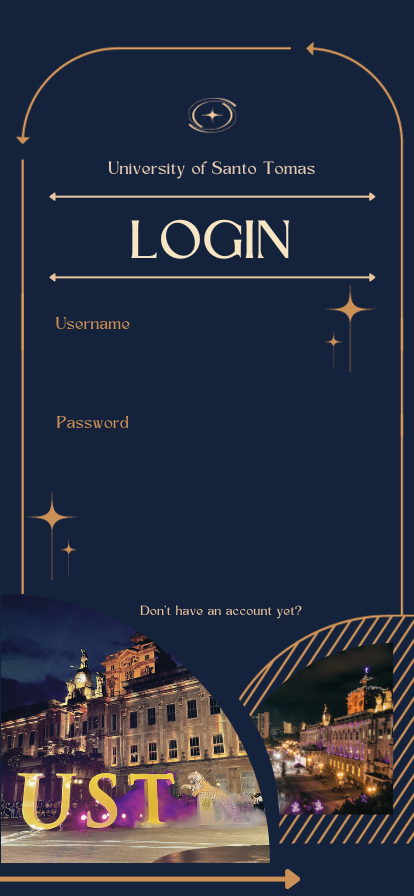 University of Santo Tomas
LOGIN
Username
Password
Don't have an account yet?
UST